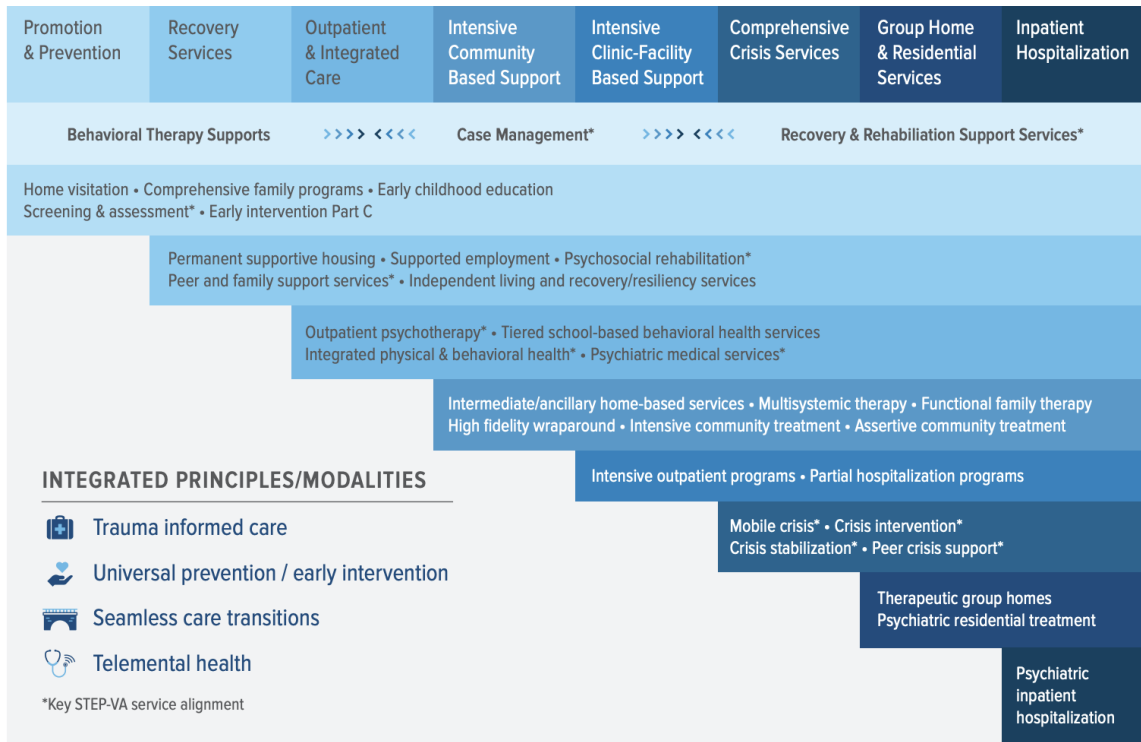 Promotion
& Prevention
Recovery
Services
Outpatient
& Integrated
Care
Intensive
Community
Based Support
Intensive
Clinic-Facility
Based Support
Comprehensive
Crisis Services
Group Home
& Residential
Services
Inpatient
Hospitalization
Behavioral Therapy Supports >>>> <<<< Case Management* >>>> <<<< Recovery & Rehabiliation Support Services*
Home visitation • Comprehensive family programs • Early childhood education
Screening & assessment* • Early intervention Part C
Permanent supportive housing • Supported employment • Psychosocial rehabilitation*
Peer and family support services* • Independent living and recovery/resiliency services
Outpatient psychotherapy* • Tiered school-based behavioral health services
Integrated physical & behavioral health* • Psychiatric medical services*
Intermediate/ancillary home-based services • Multisystemic therapy • Functional family therapy
High fidelity wraparound • Intensive community treatment • Assertive community treatment
Intensive outpatient programs • Partial hospitalization programs
Mobile crisis* • Crisis intervention*
Crisis stabilization* • Peer crisis support*
Therapeutic group homes
Psychiatric residential treatment
Psychiatric
inpatient
hospitalization
INTEGRATED PRINCIPLES/MODALITIES
Trauma informed care
Universal prevention / early intervention
Seamless care transitions
Telemental health
*Key STEP-VA service alignment